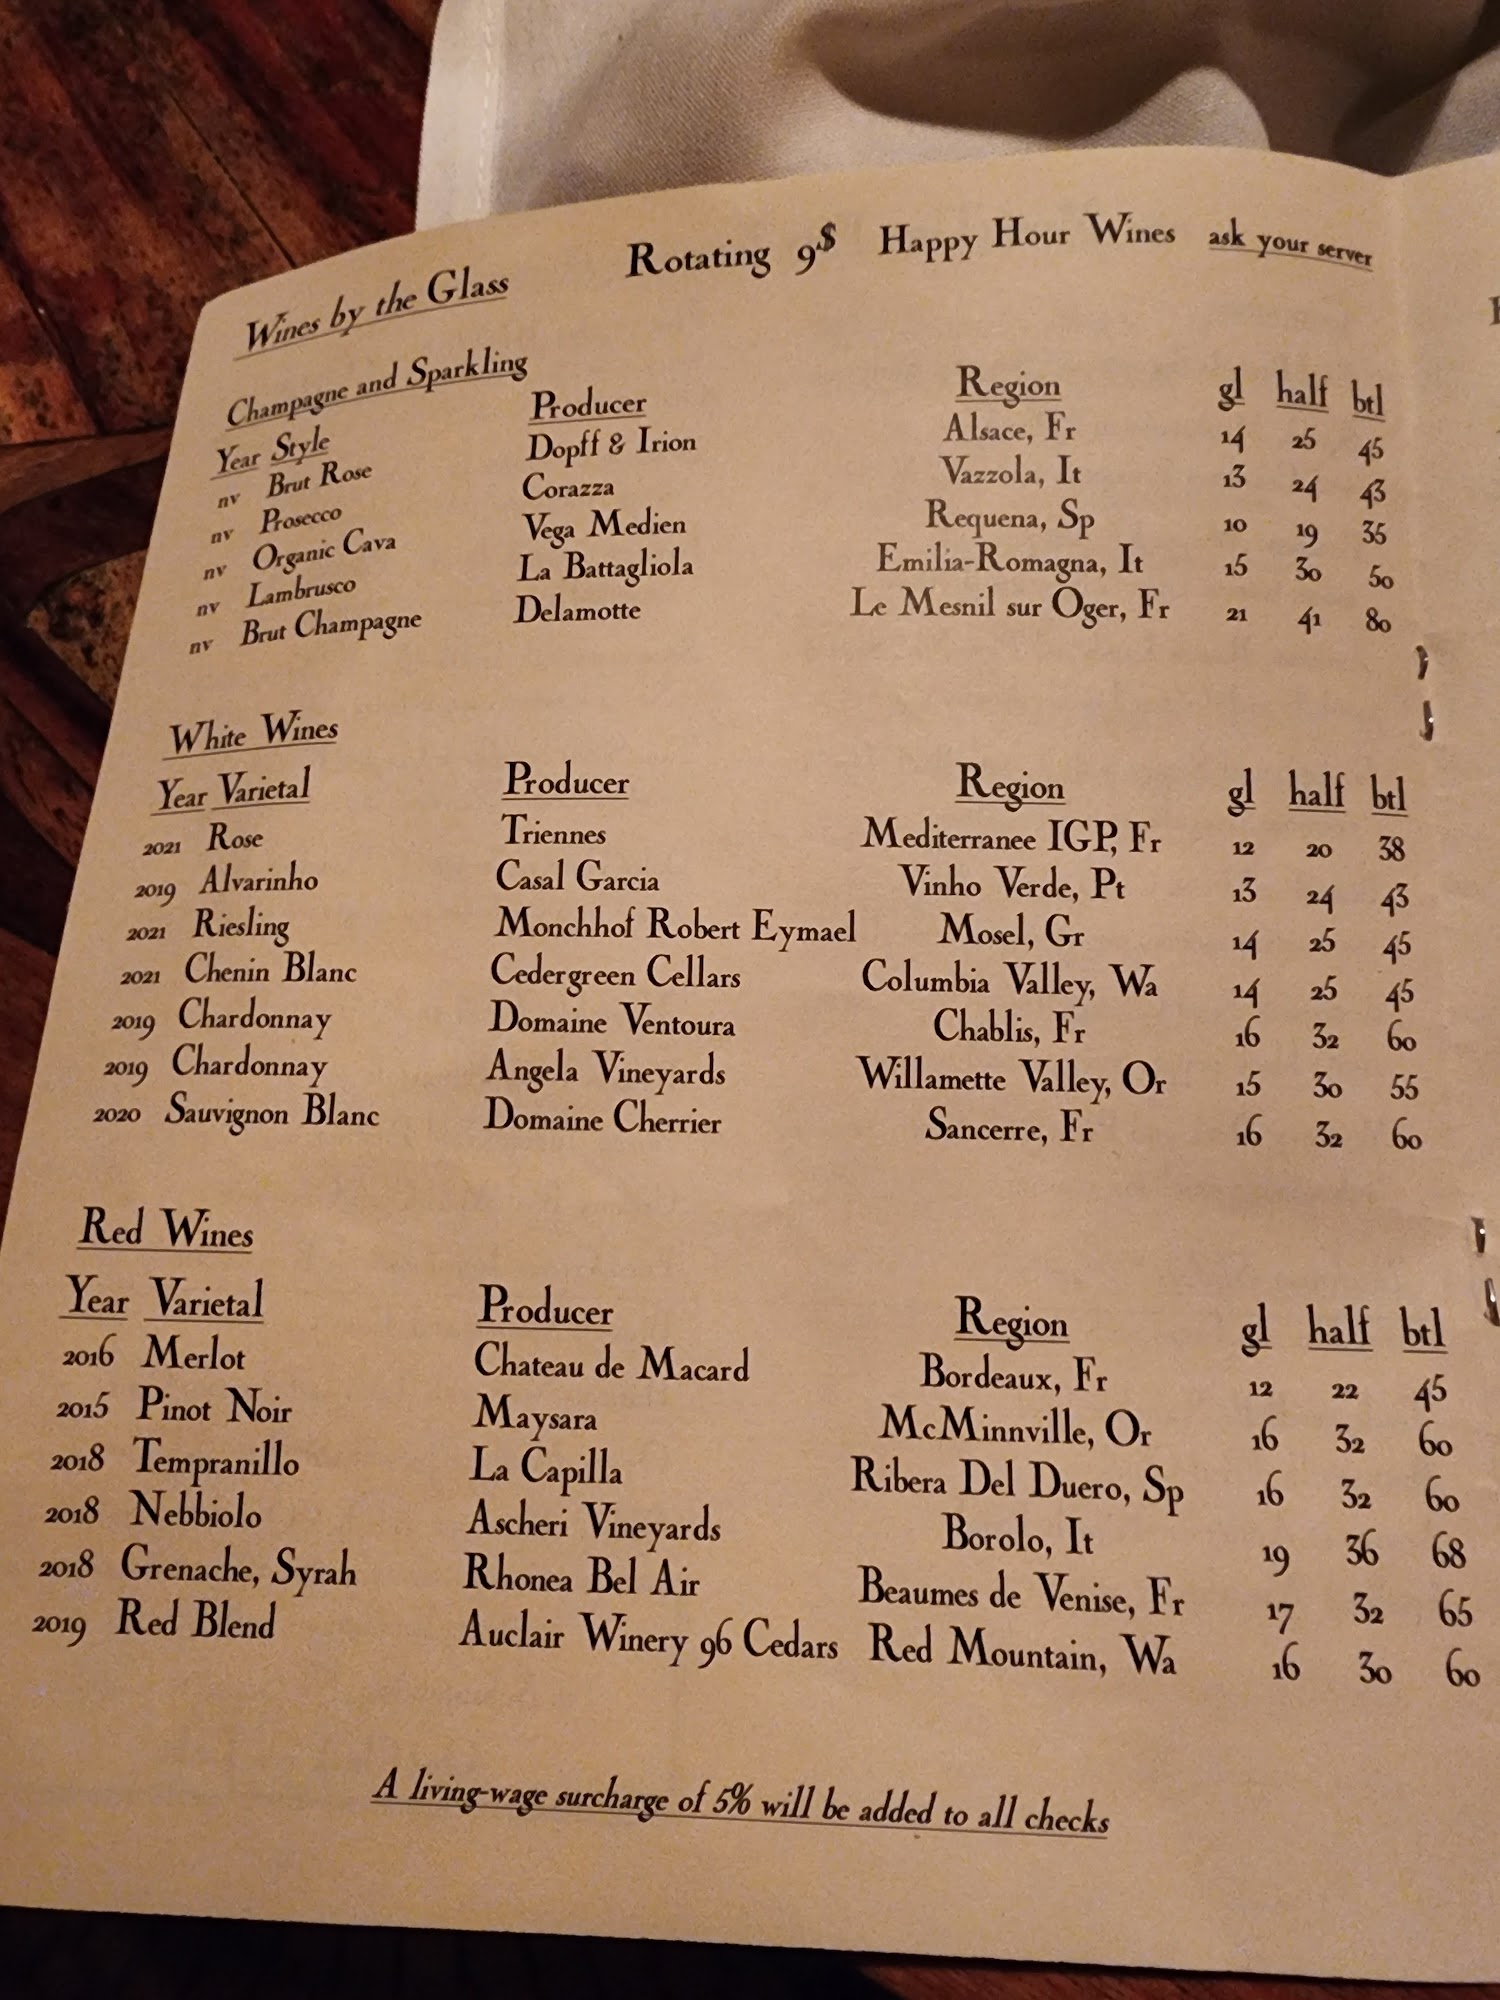 Rotating 9$ Happy Hour Wines ask your server
Wines by the Glass
Champagne and Sparkling
Year Style Producer Region gl half btl
nv Brut Rose Dopff & Irion Alsace, Fr 14 25 45
nv Prosecco Corazza Vazzola, It 13 24 43
nv Organic Cava Vega Medien Requena, Sp 10 19 35
nv Lambrusco La Battagliola Emilia-Romagna, It 15 30 50
nv Brut Champagne Delamotte Le Mesnil sur Oger, Fr 21 41 80
White Wines
Year Varietal Producer Region gl half btl
2021 Rose Triennes Mediterranee IGP, Fr 12 20 38
2019 Alvarinho Casal Garcia Vinho Verde, Pt 13 24 43
2021 Riesling Monchhof Robert Eymael Mosel, Gr 14 25 45
2021 Chenin Blanc Cedergreen Cellars Columbia Valley, Wa 14 25 45
2019 Chardonnay Domaine Ventoura Chablis, Fr 16 32 60
2019 Chardonnay Angela Vineyards Willamette Valley, Or 15 30 55
2020 Sauvignon Blanc Domaine Cherrier Sancerre, Fr 16 32 60
Red Wines
Year Varietal Producer Region gl half btl
2016 Merlot Chateau de Macard Bordeaux, Fr 12 22 45
2015 Pinot Noir Maysara McMinnville, Or 16 32 60
2018 Tempranillo La Capilla Ribera Del Duero, Sp 16 32 60
2018 Nebbiolo Ascheri Vineyards Borolo, It 19 36 68
2018 Grenache, Syrah Rhonea Bel Air Beaumes de Venise, Fr 17 32 65
2019 Red Blend Auclair Winery 96 Cedars Red Mountain, Wa 16 30 60
A living-wage surcharge of 5% will be added to all checks